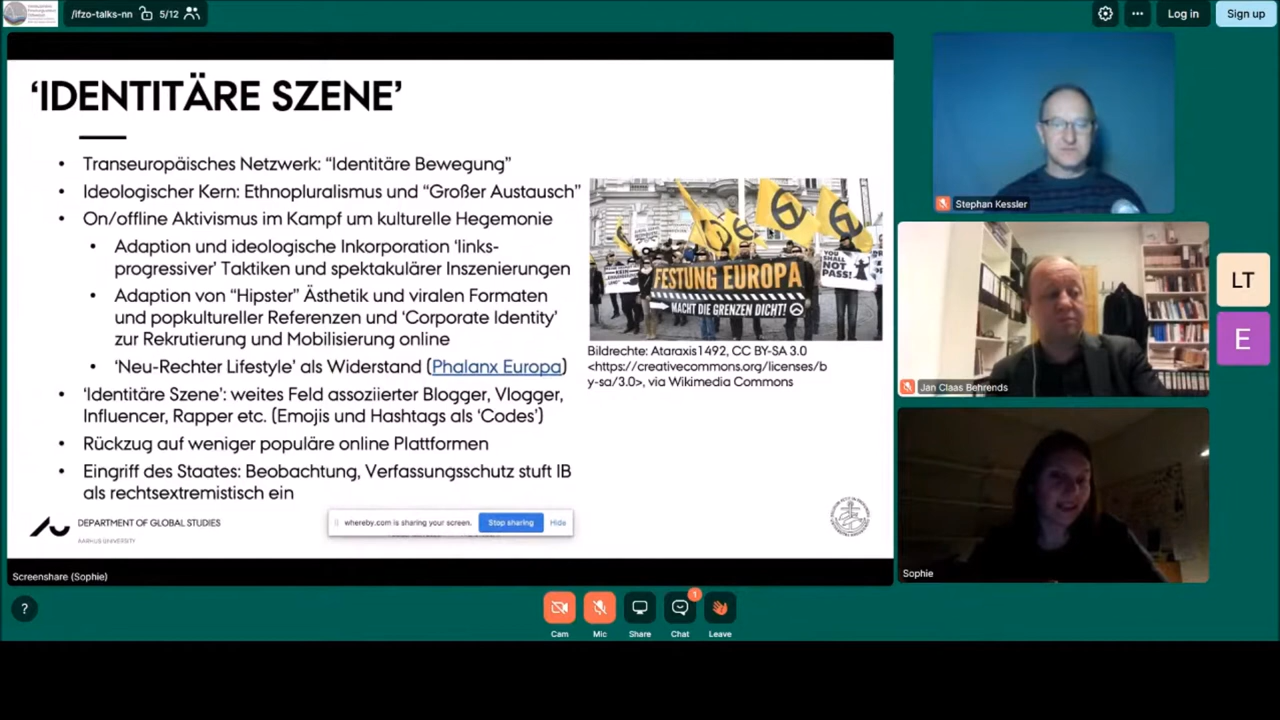 /ifzo-talks-nn
5/12
Log in
Sign up
‘IDENTITÄRE SZENE’
• Transeuropäisches Netzwerk: “Identitäre Bewegung”
• Ideologischer Kern: Ethnopluralismus und “Großer Austausch”
• On/offline Aktivismus im Kampf um kulturelle Hegemonie
• Adaption und ideologische Inkorporation ‘links-
progressiver’ Taktiken und spektakulärer Inszenierungen
• Adaption von “Hipster” Ästhetik und viralen Formaten
und popkultureller Referenzen und ‘Corporate Identity’
zur Rekrutierung und Mobilisierung online
• ‘Neu-Rechter Lifestyle’ als Widerstand (Phalanx Europa)
• ‘Identitäre Szene’: weites Feld assoziierter Blogger, Vlogger,
Influencer, Rapper etc. (Emojis und Hashtags als ‘Codes’)
• Rückzug auf weniger populäre online Plattformen
• Eingriff des Staates: Beobachtung, Verfassungsschutz stuft IB
als rechtsextremistisch ein
FESTUNG EUROPA
MACHT DIE GRENZEN DICHT!
YOU SHALL
NOT
PASS!
Bildrechte: Ataraxis1492, CC BY-SA 3.0
<https://creativecommons.org/licenses/b
y-sa/3.0>, via Wikimedia Commons
DEPARTMENT OF GLOBAL STUDIES
AARHUS UNIVERSITY
whereby.com is sharing your screen.
Stop sharing
Hide
Screenshare (Sophie)
Stephan Kessler
Jan Claas Behrends
Sophie
LT
E
?
1
Cam
Mic
Share
Chat
Leave